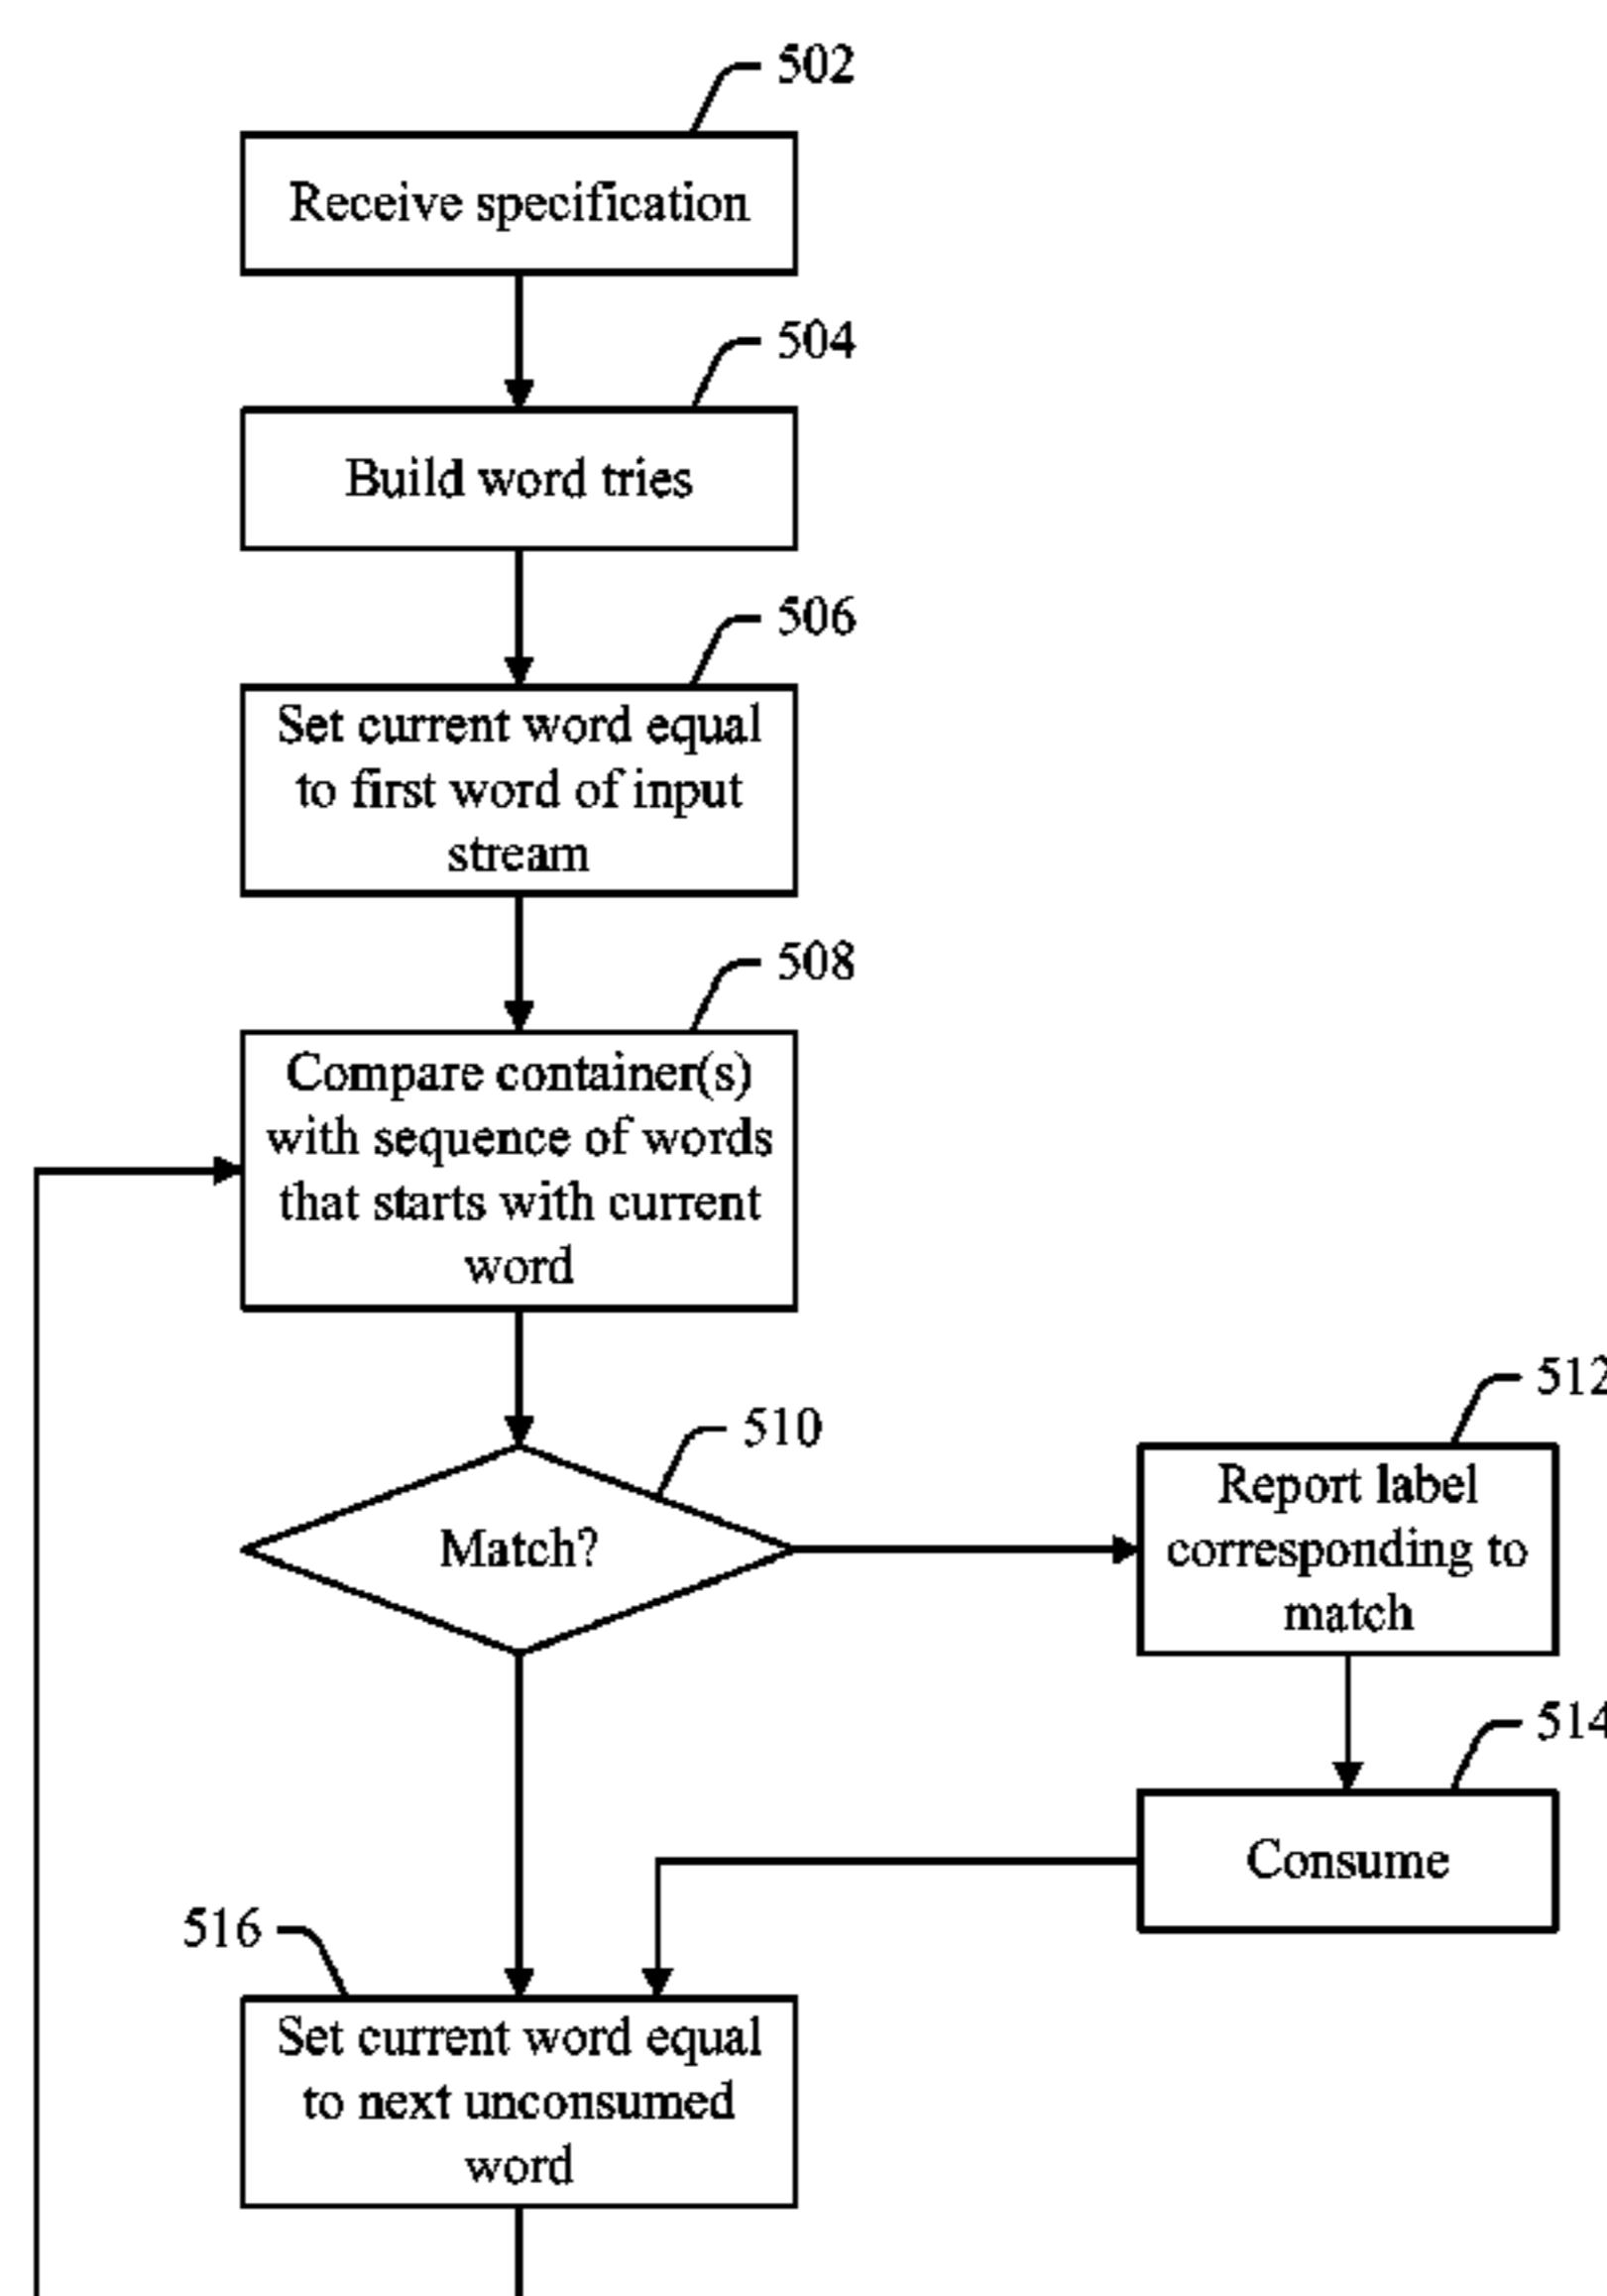 502
Receive specification
504
Build word tries
506
Set current word equal
to first word of input
stream
508
Compare container(s)
with sequence of words
that starts with current
word
510
Match?
512
Report label
corresponding to
match
514
Consume
516
Set current word equal
to next unconsumed
word